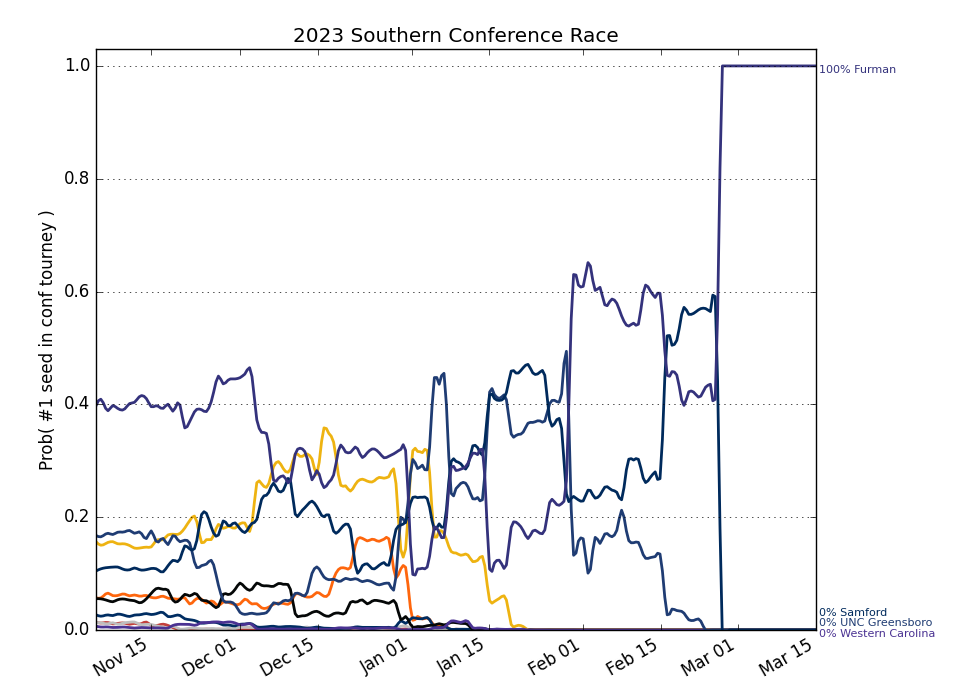 2023 Southern Conference Race
Prob( #1 seed in conf tourney )
1.0
0.8
0.6
0.4
0.2
0.0
100% Furman
0% Samford
0% UNC Greensboro
0% Western Carolina
Nov 15
Dec 01
Dec 15
Jan 01
Jan 15
Feb 01
Feb 15
Mar 01
Mar 15